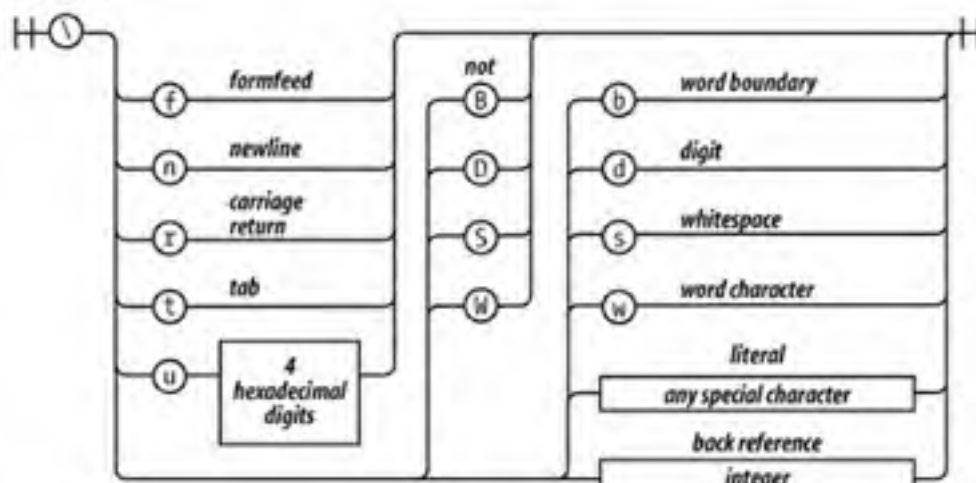 \
f formfeed
n newline
r carriage
return
t tab
u 4
hexadecimal
digits
not
B
D
S
W
b word boundary
d digit
s whitespace
w word character
literal
any special character
back reference
integer